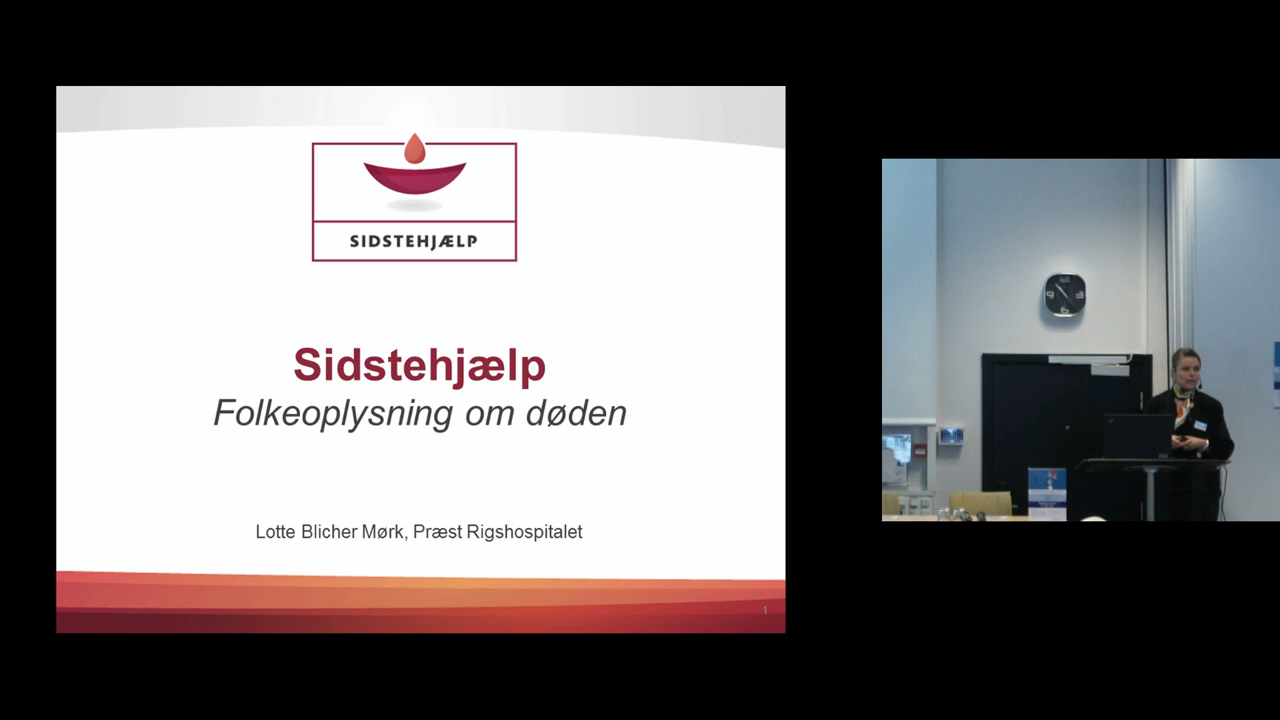 SIDSTEHJÆLP
Sidstehjælp
Folkeoplysning om døden
Lotte Blicher Mørk, Præst Rigshospitalet
1